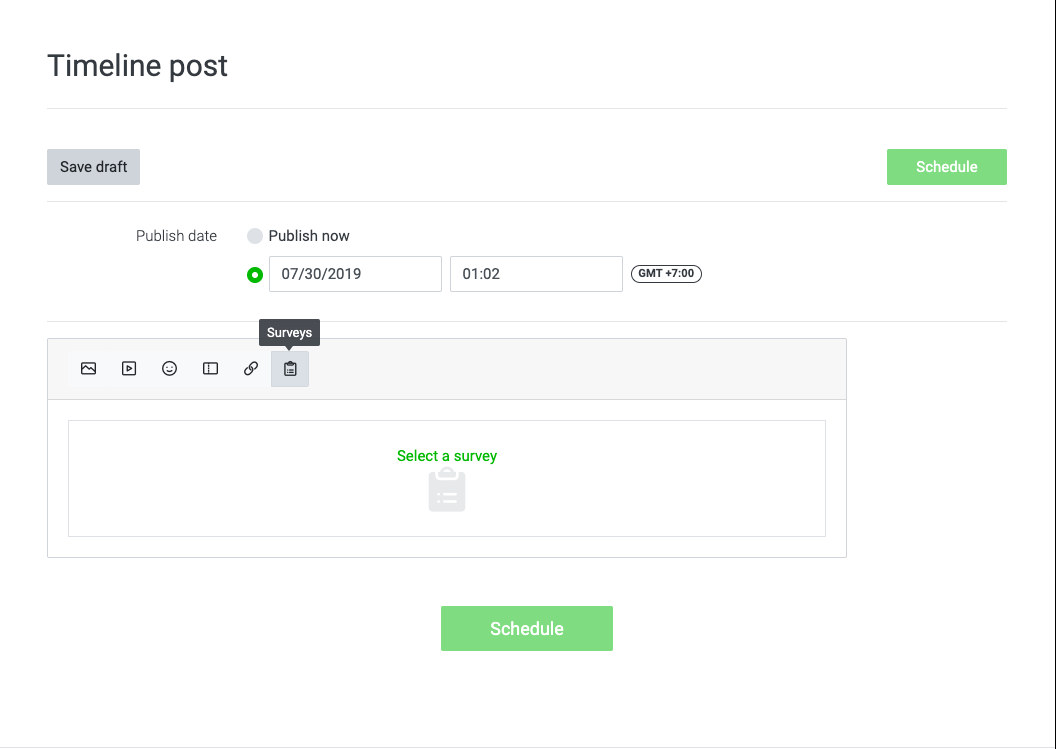 Timeline post
Save draft
Schedule
Publish date
Publish now
07/30/2019
01:02
GMT +7:00
Surveys
Select a survey
Schedule